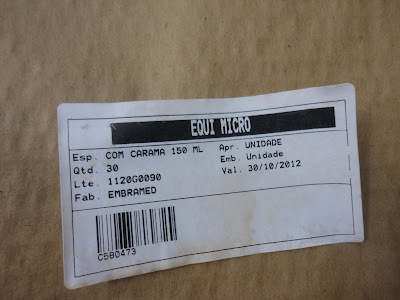 EQUI MICRO
Esp. COM CARAMA 150 ML Apr. UNIDADE
Qtd. 30 Emb. Unidade
Lte. 1120G0090 Val. 30/10/2012
Fab. EMBRAMED
C580473